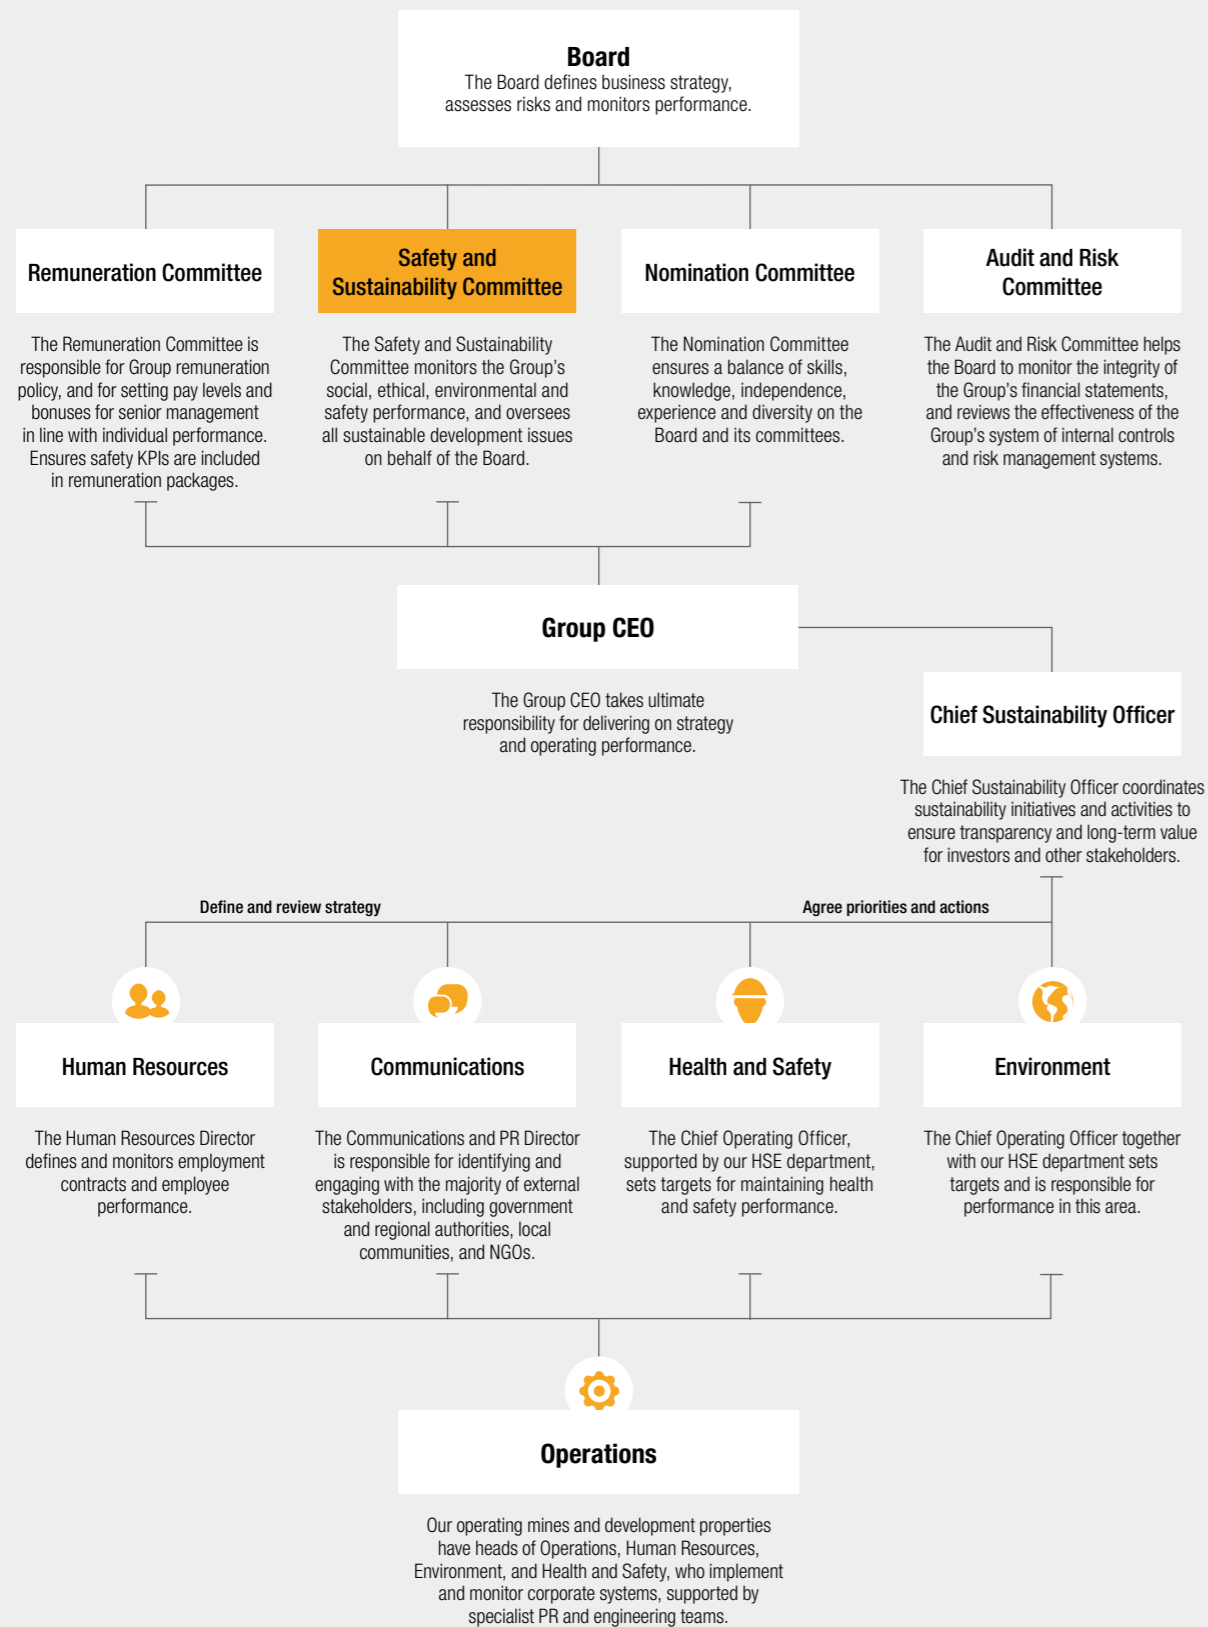 Board
The Board defines business strategy,
assesses risks and monitors performance.
Remuneration Committee
The Remuneration Committee is
responsible for Group remuneration
policy, and for setting pay levels and
bonuses for senior management
in line with individual performance.
Ensures safety KPIs are included
in remuneration packages.
Safety and
Sustainability Committee
The Safety and Sustainability
Committee monitors the Group's
social, ethical, environmental and
safety performance, and oversees
all sustainable development issues
on behalf of the Board.
Nomination Committee
The Nomination Committee
ensures a balance of skills,
knowledge, independence,
experience and diversity on the
Board and its committees.
Audit and Risk
Committee
The Audit and Risk Committee helps
the Board to monitor the integrity of
the Group's financial statements,
and reviews the effectiveness of the
Group's system of internal controls
and risk management systems.
Group CEO
The Group CEO takes ultimate
responsibility for delivering on strategy
and operating performance.
Chief Sustainability Officer
The Chief Sustainability Officer coordinates
sustainability initiatives and activities to
ensure transparency and long-term value
for investors and other stakeholders.
Define and review strategy
Agree priorities and actions
Human Resources
The Human Resources Director
defines and monitors employment
contracts and employee
performance.
Communications
The Communications and PR Director
is responsible for identifying and
engaging with the majority of external
stakeholders, including government
and regional authorities, local
communities, and NGOs.
Health and Safety
The Chief Operating Officer,
supported by our HSE department,
sets targets for maintaining health
and safety performance.
Environment
The Chief Operating Officer together
with our HSE department sets
targets and is responsible for
performance in this area.
Operations
Our operating mines and development properties
have heads of Operations, Human Resources,
Environment, and Health and Safety, who implement
and monitor corporate systems, supported by
specialist PR and engineering teams.